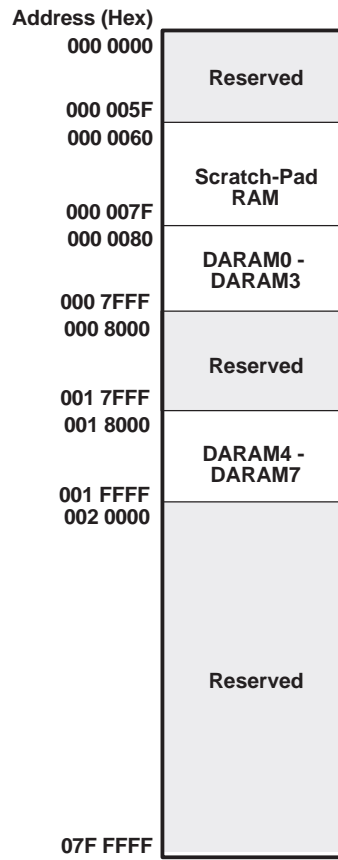 Address (Hex)
000 0000
Reserved
000 005F
000 0060
Scratch-Pad
RAM
000 007F
000 0080
DARAM0 -
DARAM3
000 7FFF
000 8000
Reserved
001 7FFF
001 8000
DARAM4 -
DARAM7
001 FFFF
002 0000
Reserved
07F FFFF